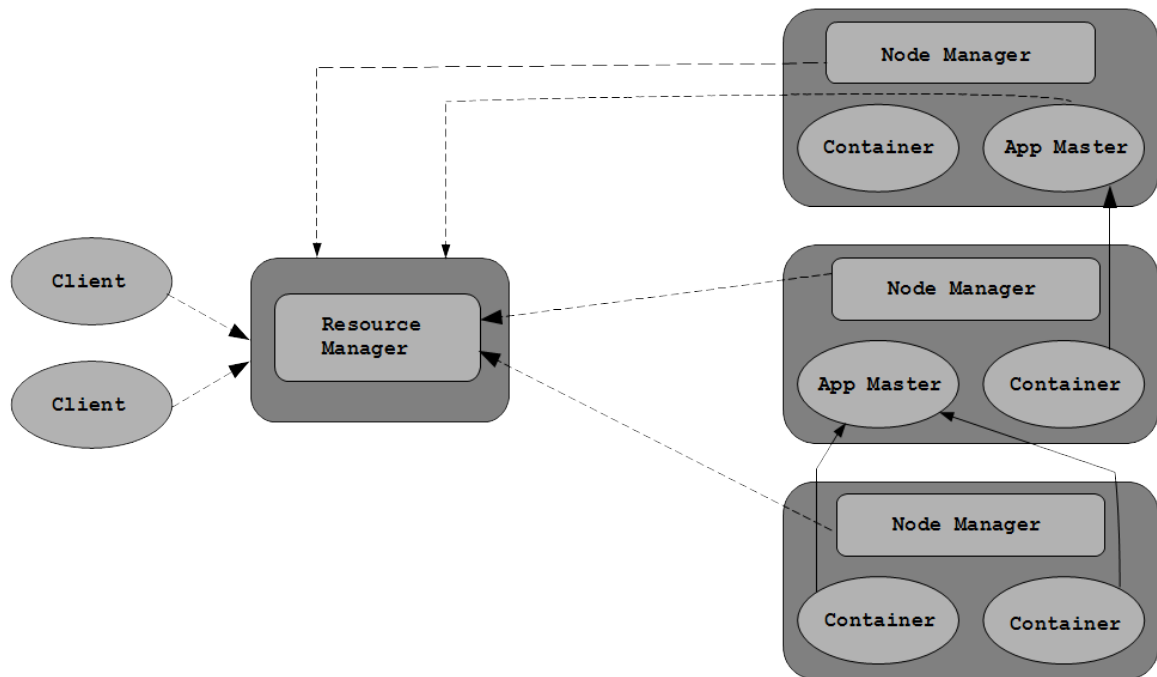 Node Manager
Container
App Master
Client
Client
Resource
Manager
Node Manager
App Master
Container
Node Manager
Container
Container